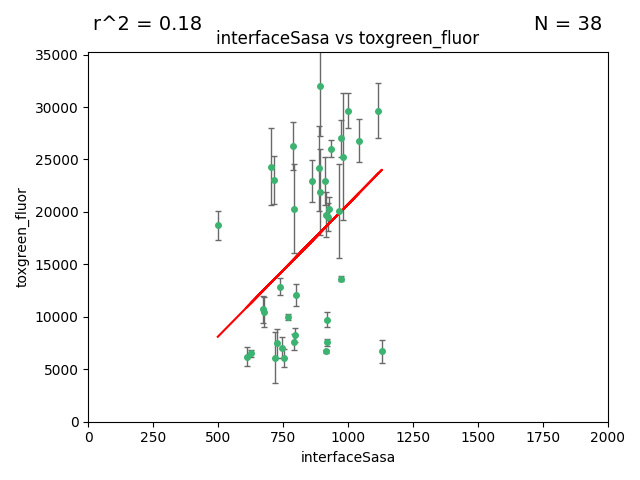 r^2 = 0.18
N = 38
interfaceSasa vs toxgreen_fluor
35000
30000
25000
20000
15000
10000
5000
0
toxgreen_fluor
0 250 500 750 1000 1250 1500 1750 2000
interfaceSasa